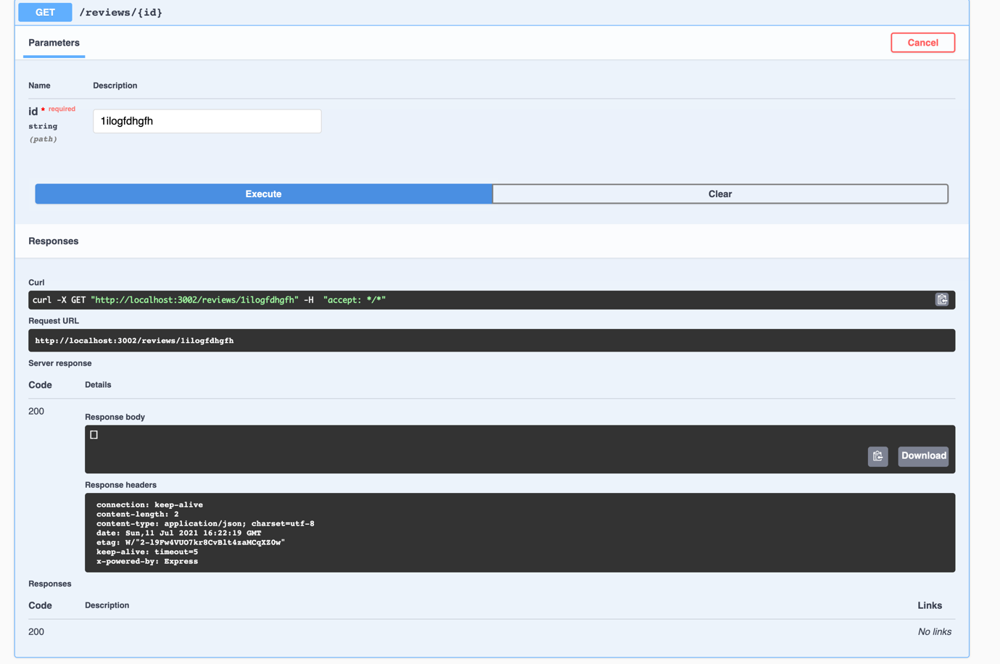 GET /reviews/{id}
Parameters
Cancel
Name Description
id * required
string
(path)
1ilogfdhgfh
Execute Clear
Responses
Curl
curl -X GET "http://localhost:3002/reviews/1ilogfdhgfh" -H  "accept: */*"
Request URL
http://localhost:3002/reviews/1ilogfdhgfh
Server response
Code Details
200
Response body
[]
Download
Response headers
connection: keep-alive
content-length: 2
content-type: application/json; charset=utf-8
date: Sun,11 Jul 2021 16:22:19 GMT
etag: W/"2-l9Fw4VUO7kr8CvBlt4zaMCqXZ0w"
keep-alive: timeout=5
x-powered-by: Express
Responses
Code Description Links
200 No links